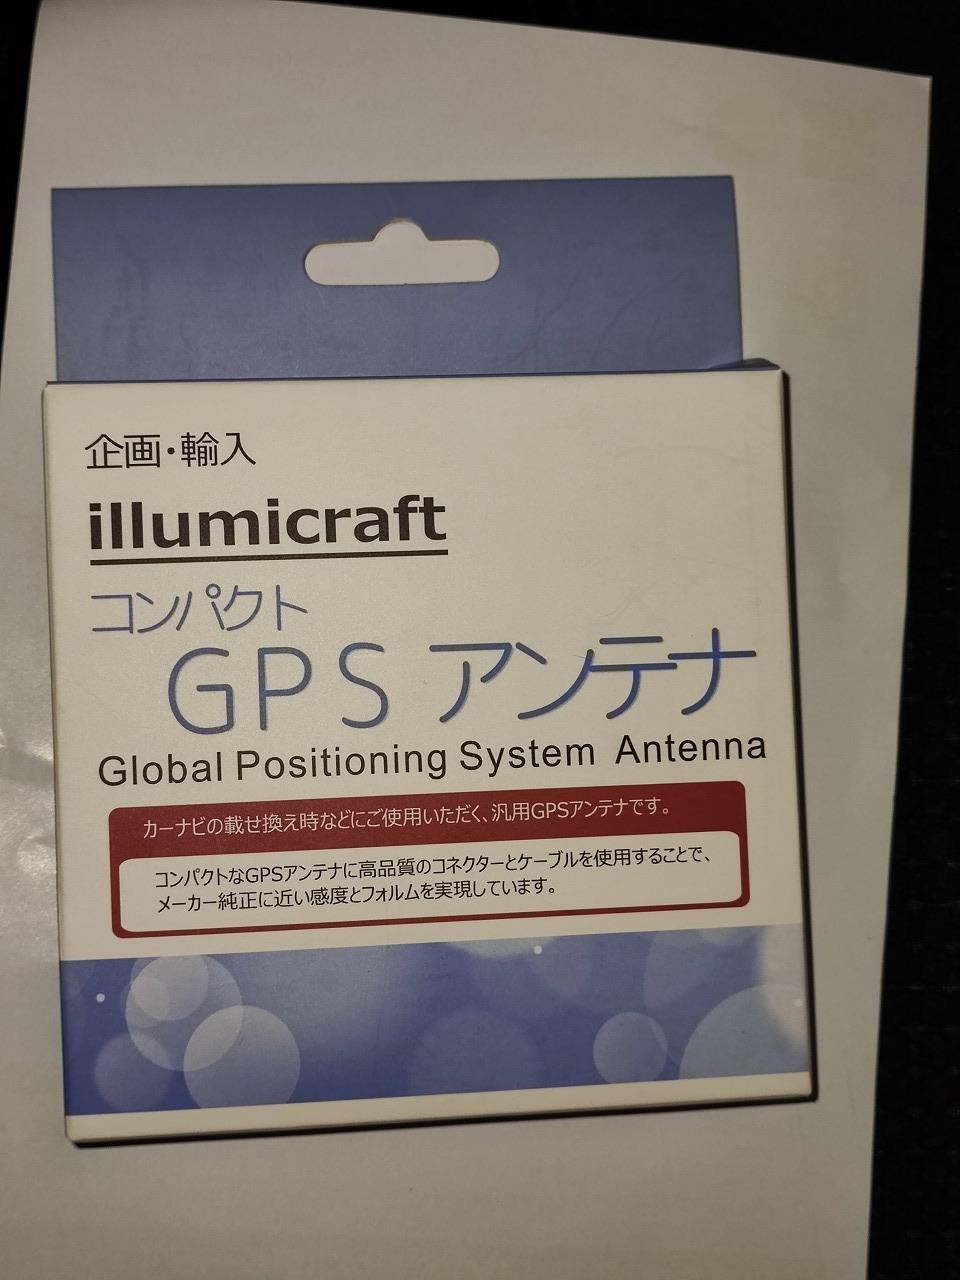 企画・輸入
illumicraft
コンパクト
GPS アンテナ
Global Positioning System Antenna
カーナビの載せ換え時などにご使用いただく、汎用GPSアンテナです。
コンパクトなGPSアンテナに高品質のコネクターとケーブルを使用することで、
メーカー純正に近い感度とフォルムを実現しています。